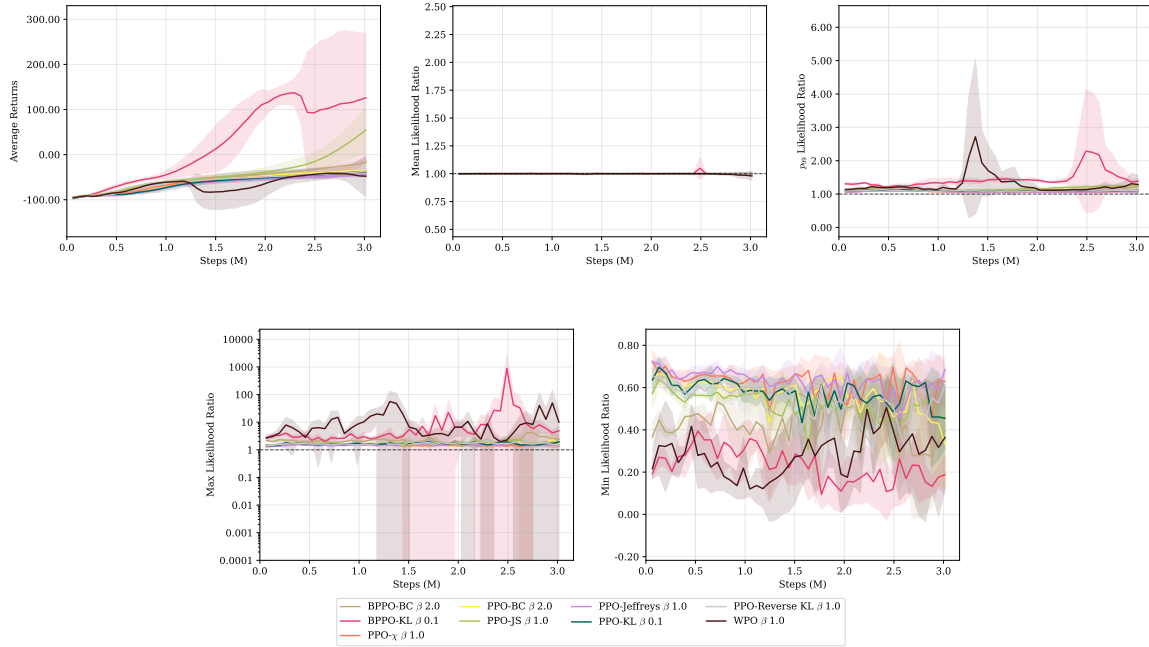 300.00
200.00
100.00
0.00
-100.00
Average Returns
0.0 0.5 1.0 1.5 2.0 2.5 3.0
Steps (M)
2.50
2.25
2.00
1.75
1.50
1.25
1.00
0.75
0.50
Mean Likelihood Ratio
0.0 0.5 1.0 1.5 2.0 2.5 3.0
Steps (M)
6.00
4.00
3.00
2.00
1.00
0.00
Likelihood Ratio
0.0 0.5 1.0 1.5 2.0 2.5 3.0
Steps (M)
10000
1000
100
10
1
0.1
0.01
0.001
0.0001
Max Likelihood Ratio
0.0 0.5 1.0 1.5 2.0 2.5 3.0
Steps (M)
0.80
0.60
0.40
0.20
0.00
-0.20
Min Likelihood Ratio
0.0 0.5 1.0 1.5 2.0 2.5 3.0
Steps (M)
BPPO-BC β 2.0
BPPO-KL β 0.1
PPO-χ β 1.0
PPO-BC β 2.0
PPO-JS β 1.0
PPO-Jeffreys β 1.0
PPO-KL β 0.1
PPO-Reverse KL β 1.0
WPO β 1.0